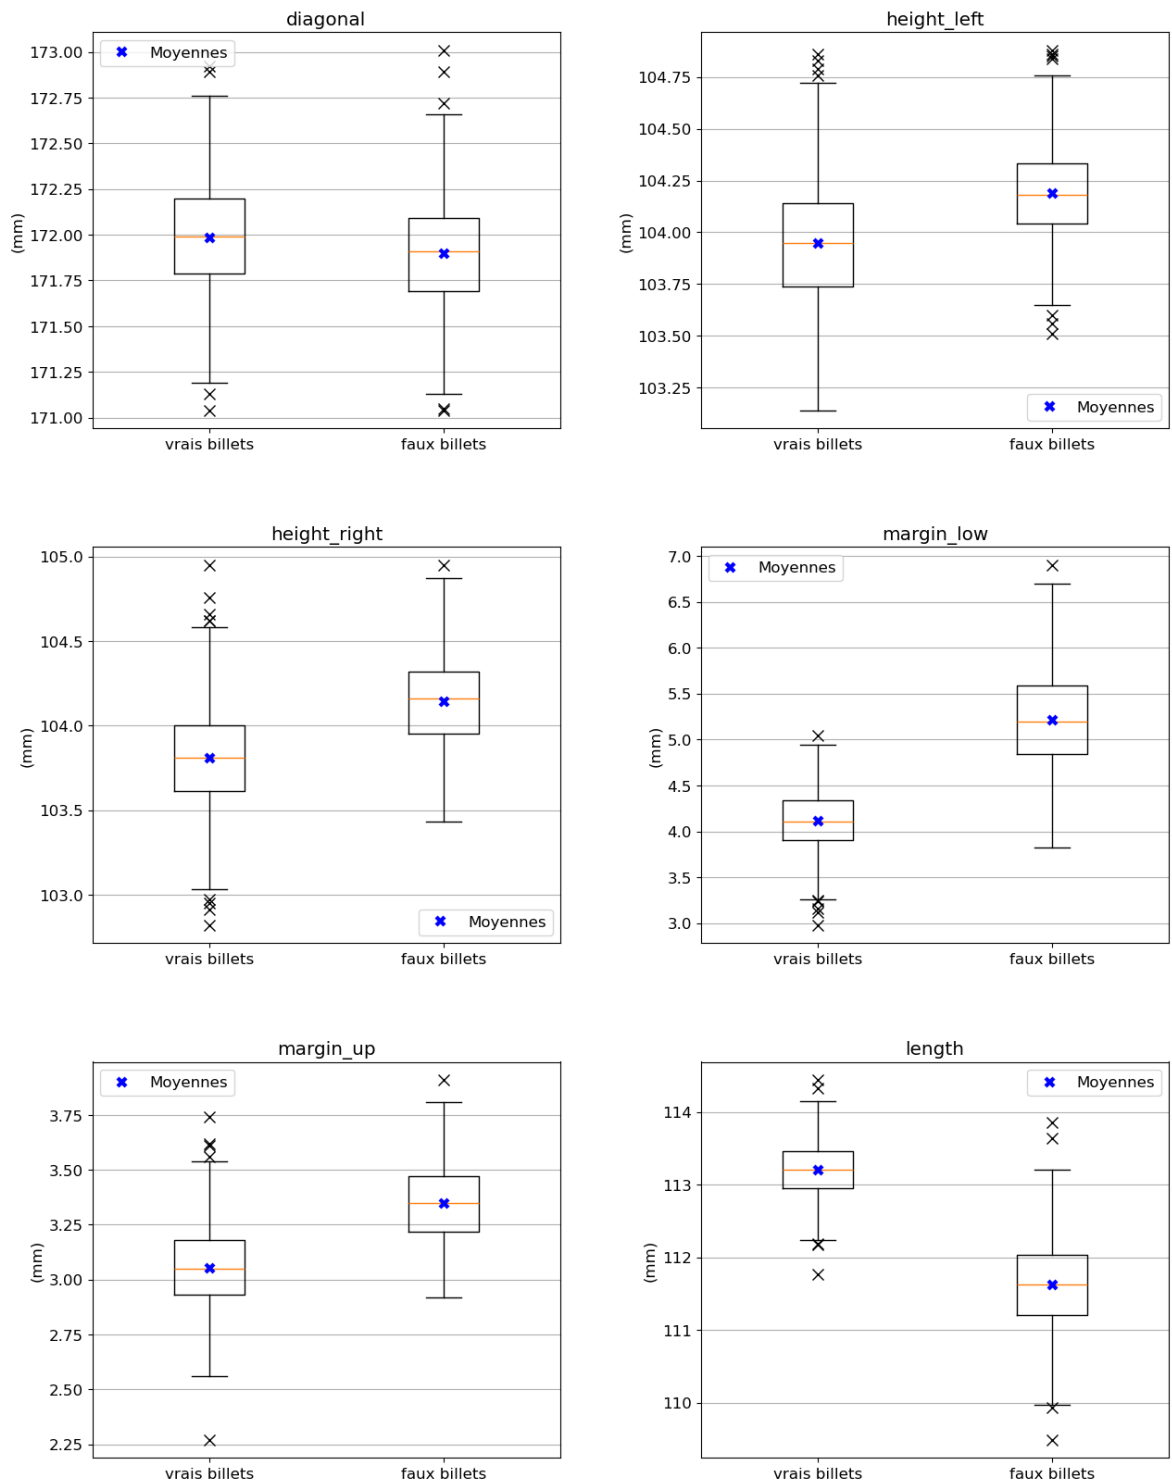 diagonal
173.00
172.75
172.50
172.25
172.00
171.75
171.50
171.25
171.00
(mm)
Moyennes
vrais billets
faux billets
height_left
104.75
104.50
104.25
104.00
103.75
103.50
103.25
(mm)
Moyennes
vrais billets
faux billets
height_right
105.0
104.5
104.0
103.5
103.0
(mm)
Moyennes
vrais billets
faux billets
margin_low
7.0
6.5
6.0
5.5
5.0
4.5
4.0
3.5
3.0
(mm)
Moyennes
vrais billets
faux billets
margin_up
3.75
3.50
3.25
3.00
2.75
2.50
2.25
(mm)
Moyennes
vrais billets
faux billets
length
114
113
112
111
110
(mm)
Moyennes
vrais billets
faux billets